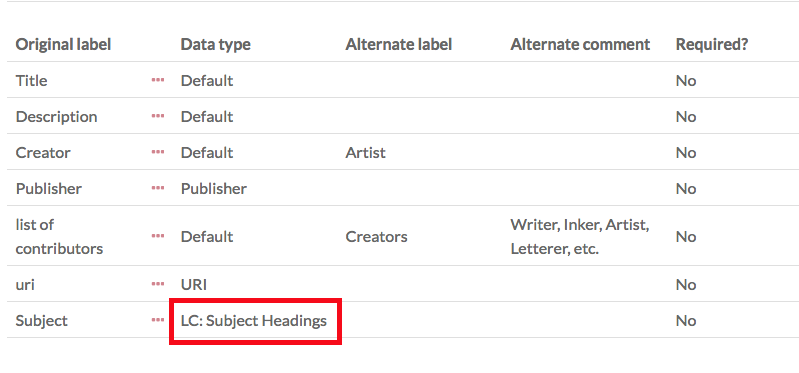 Original label Data type Alternate label Alternate comment Required?
Title Default No
Description Default No
Creator Default Artist No
Publisher Publisher No
list of contributors Default Creators Writer, Inker, Artist, Letterer, etc. No
uri URI No
Subject LC: Subject Headings No